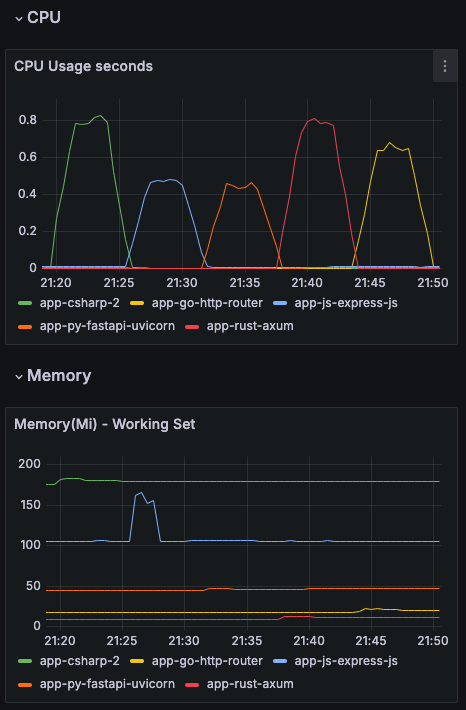 CPU
CPU Usage seconds
0.8
0.6
0.4
0.2
0
21:20 21:25 21:30 21:35 21:40 21:45 21:50
app-csharp-2 app-go-http-router app-js-express-js
app-py-fastapi-uvicorn app-rust-axum
Memory
Memory(Mi) - Working Set
200
150
100
50
0
21:20 21:25 21:30 21:35 21:40 21:45 21:50
app-csharp-2 app-go-http-router app-js-express-js
app-py-fastapi-uvicorn app-rust-axum